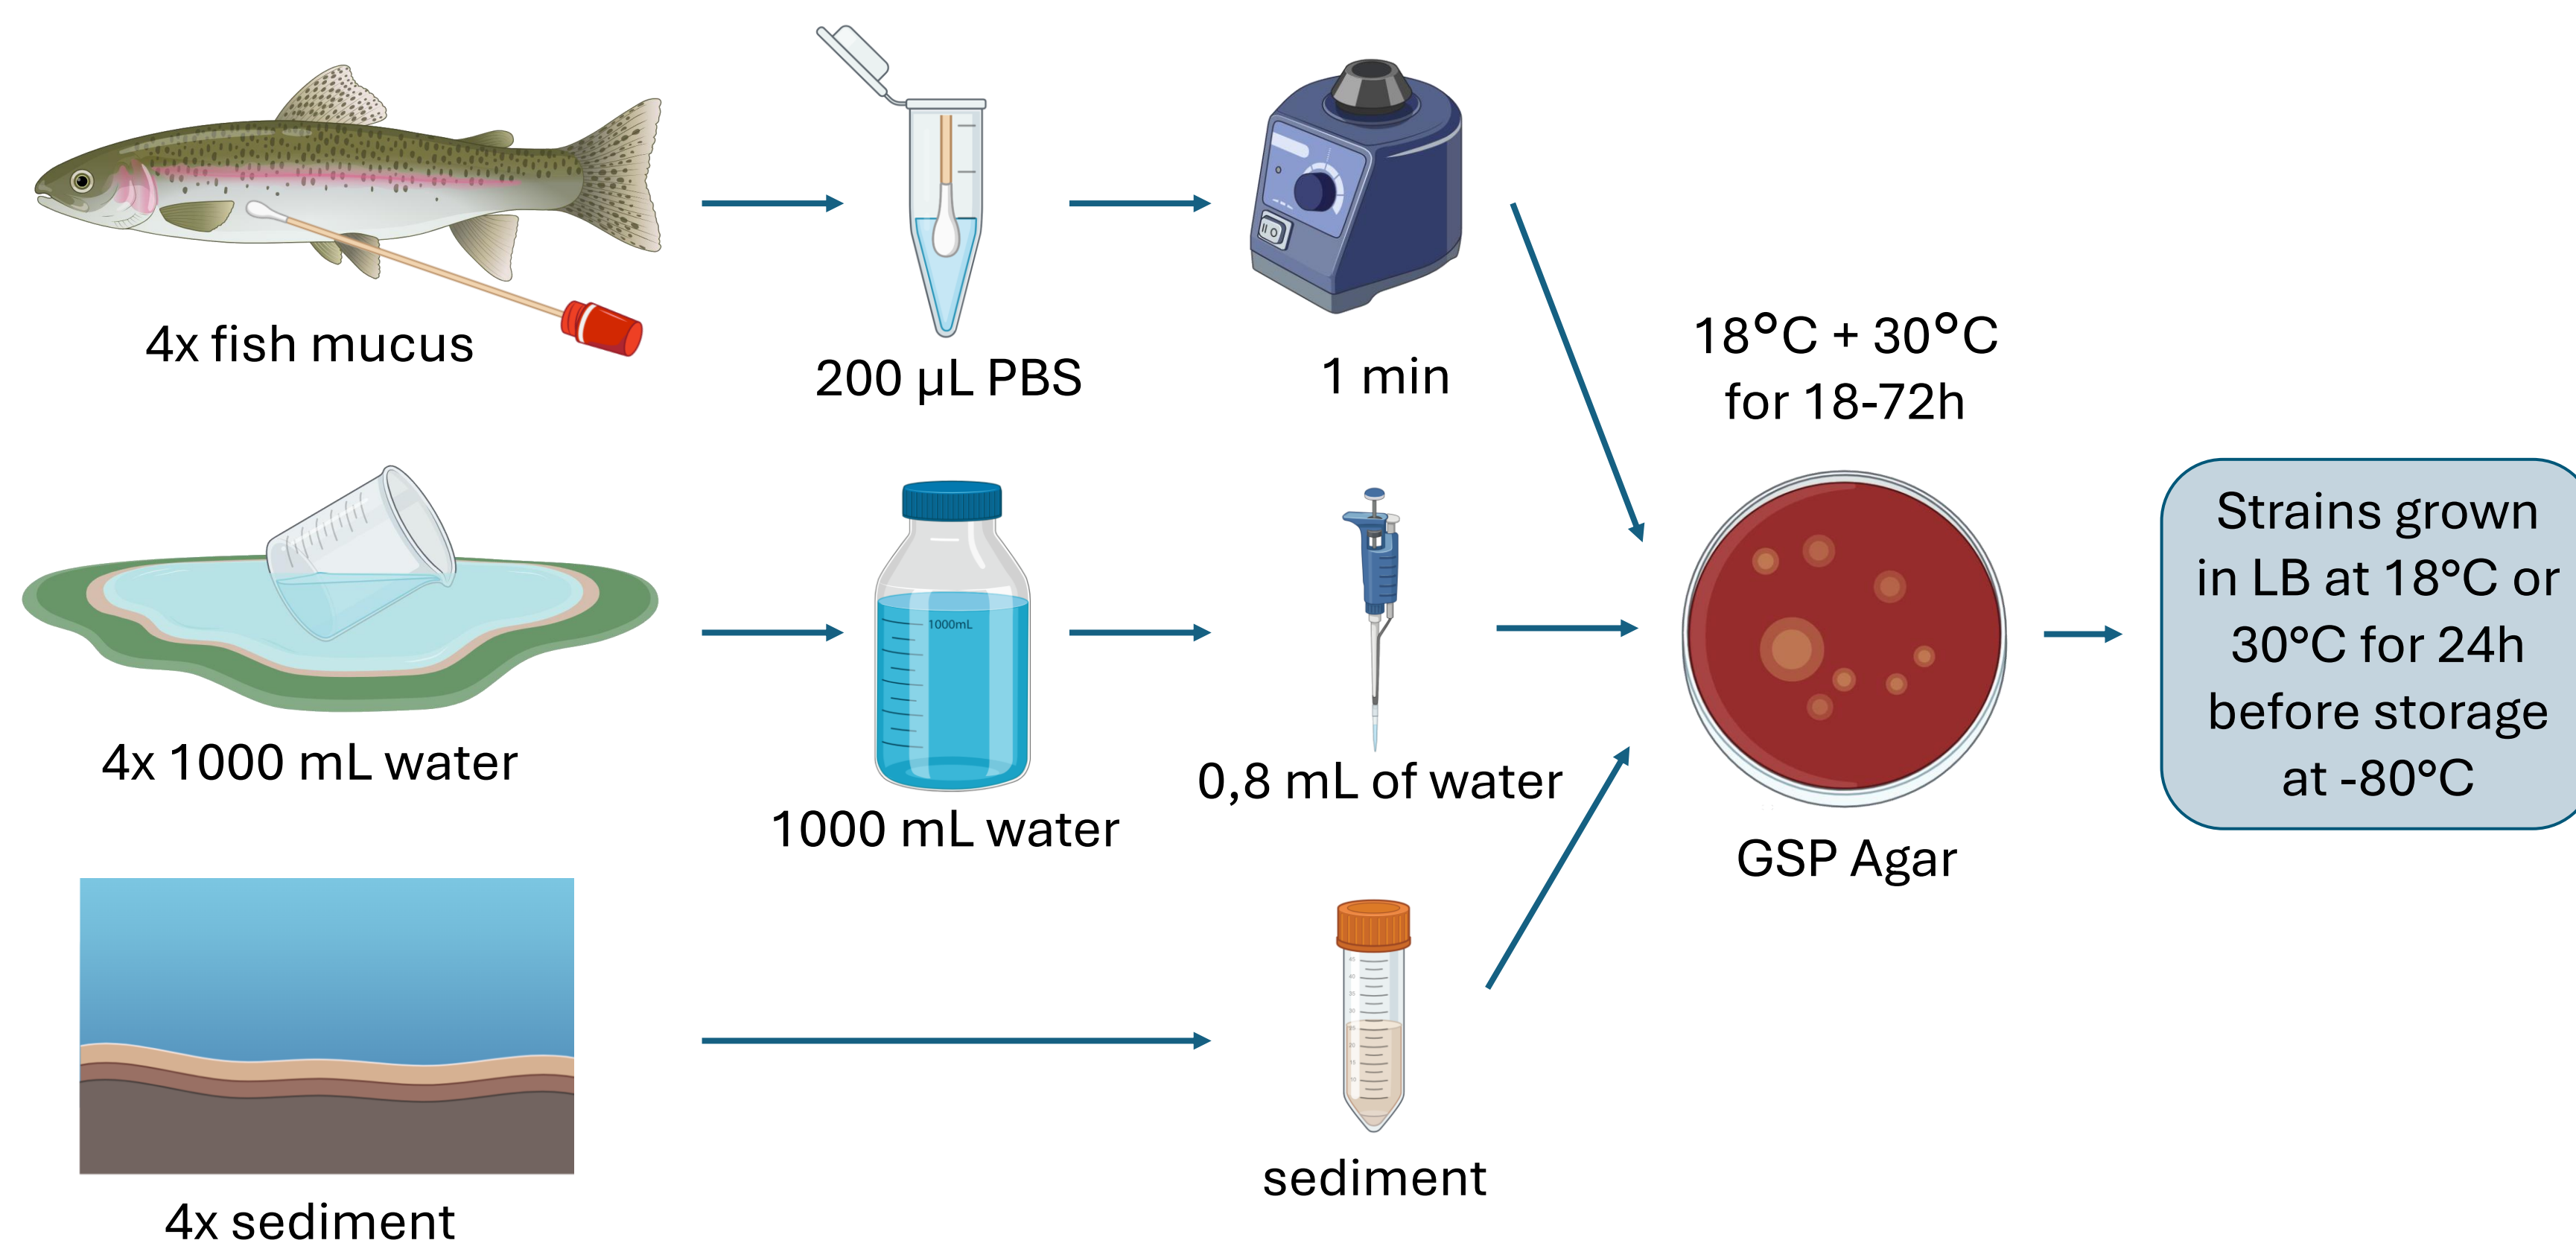 4x fish mucus
200 µL PBS
1 min
18°C + 30°C
for 18-72h
4x 1000 mL water
1000mL
1000 mL water
0,8 mL of water
GSP Agar
Strains grown
in LB at 18°C or
30°C for 24h
before storage
at -80°C
4x sediment
sediment